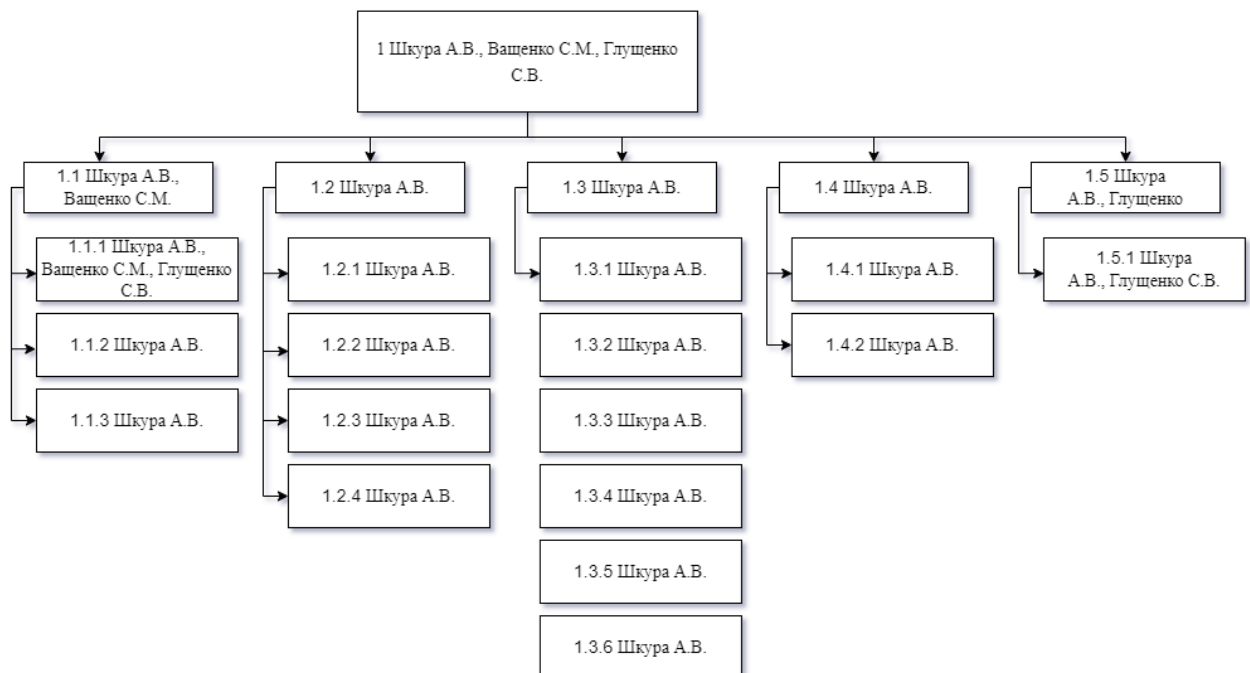 1 Шкура А.В., Ващенко С.М., Глущенко
С.В.
1.1 Шкура А.В.,
Ващенко С.М.
1.2 Шкура А.В.
1.3 Шкура А.В.
1.4 Шкура А.В.
1.5 Шкура
А.В., Глущенко
1.1.1 Шкура А.В.,
Ващенко С.М., Глущенко
С.В.
1.1.2 Шкура А.В.
1.1.3 Шкура А.В.
1.2.1 Шкура А.В.
1.2.2 Шкура А.В.
1.2.3 Шкура А.В.
1.2.4 Шкура А.В.
1.3.1 Шкура А.В.
1.3.2 Шкура А.В.
1.3.3 Шкура А.В.
1.3.4 Шкура А.В.
1.3.5 Шкура А.В.
1.3.6 Шкура А.В.
1.4.1 Шкура А.В.
1.4.2 Шкура А.В.
1.5.1 Шкура
А.В., Глущенко С.В.